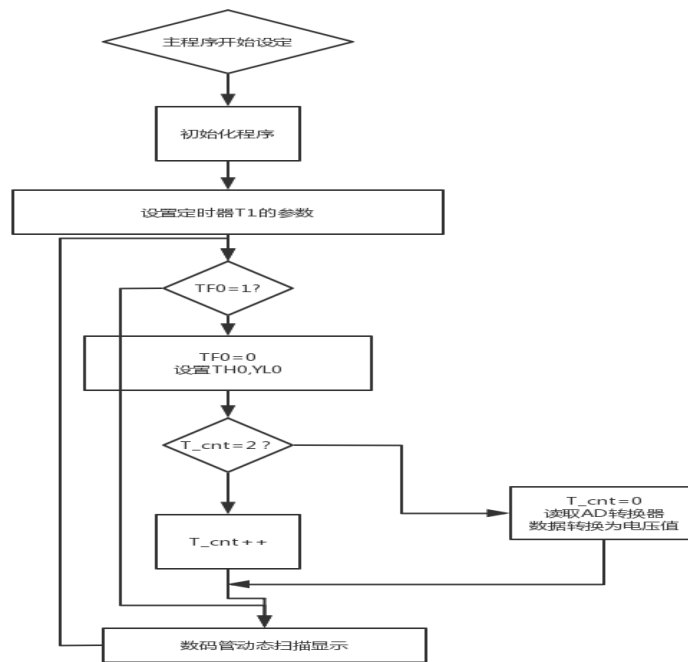 主程序开始设定
初始化程序
设置定时器T1的参数
TF0=1?
TF0=0
设置TH0,YL0
T_cnt=2?
T_cnt=0
读取AD转换器
数据转换为电压值
T_cnt++
数码管动态扫描显示